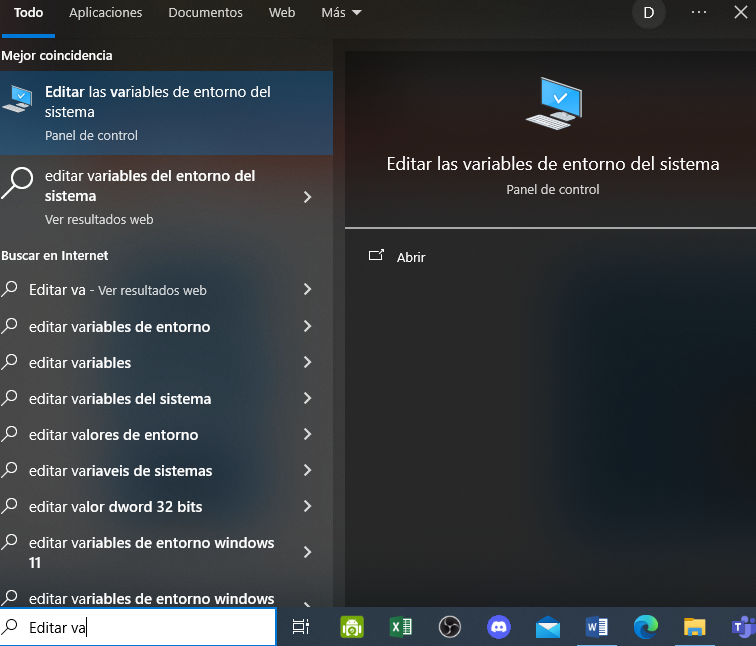 Todo Aplicaciones Documentos Web Más D
Mejor coincidencia
Editar las variables de entorno del
sistema
Panel de control
editar variables del entorno del
sistema
Ver resultados web
Buscar en Internet
Editar va - Ver resultados web
editar variables de entorno
editar variables
editar variables del sistema
editar valores de entorno
editar variaveis de sistemas
editar valor dword 32 bits
editar variables de entorno windows
11
editar variables de entorno windows
Editar va
Editar las variables de entorno del sistema
Panel de control
Abrir